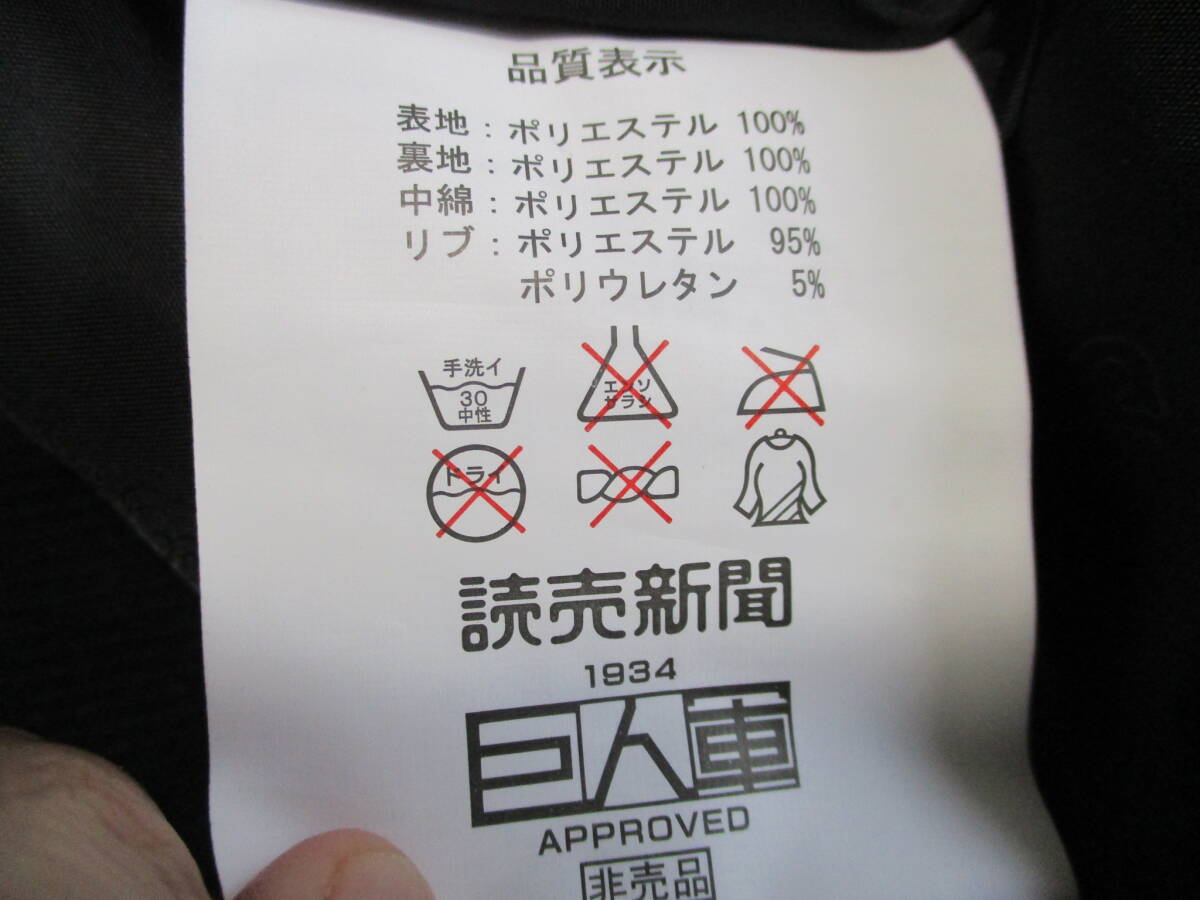 品質表示
表地：ポリエステル 100%
裏地：ポリエステル 100%
中綿：ポリエステル 100%
リブ：ポリエステル 95%
ポリウレタン 5%
手洗イ
30
中性
エンソ
サラシ
ドライ
読売新聞
1934
巨人軍
APPROVED
非売品